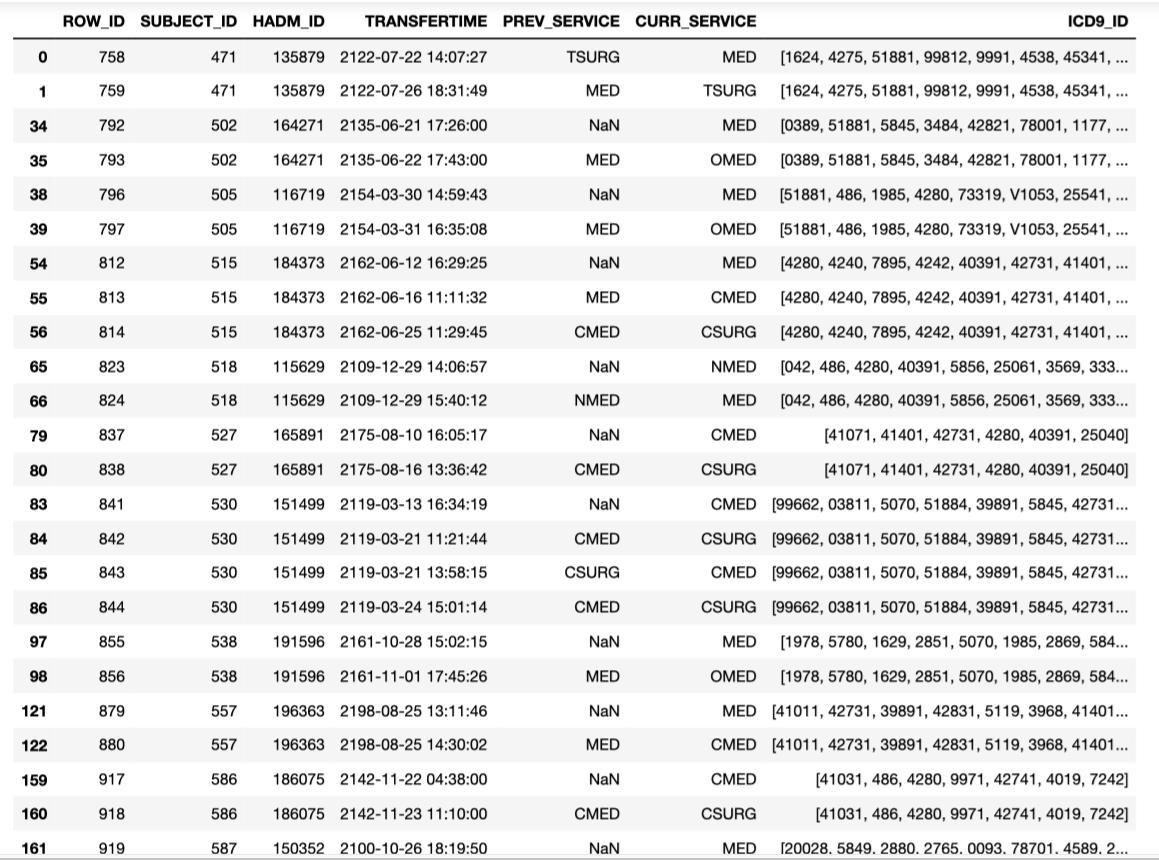 ROW_ID SUBJECT_ID HADM_ID TRANSFERTIME PREV_SERVICE CURR_SERVICE ICD9_ID
0 758 471 135879 2122-07-22 14:07:27 TSURG MED [1624, 4275, 51881, 99812, 9991, 4538, 45341, ...
1 759 471 135879 2122-07-26 18:31:49 MED TSURG [1624, 4275, 51881, 99812, 9991, 4538, 45341, ...
34 792 502 164271 2135-06-21 17:26:00 NaN MED [0389, 51881, 5845, 3484, 42821, 78001, 1177, ...
35 793 502 164271 2135-06-22 17:43:00 MED OMED [0389, 51881, 5845, 3484, 42821, 78001, 1177, ...
38 796 505 116719 2154-03-30 14:59:43 NaN MED [51881, 486, 1985, 4280, 73319, V1053, 25541, ...
39 797 505 116719 2154-03-31 16:35:08 MED OMED [51881, 486, 1985, 4280, 73319, V1053, 25541, ...
54 812 515 184373 2162-06-12 16:29:25 NaN MED [4280, 4240, 7895, 4242, 40391, 42731, 41401, ...
55 813 515 184373 2162-06-16 11:11:32 MED CMED [4280, 4240, 7895, 4242, 40391, 42731, 41401, ...
56 814 515 184373 2162-06-25 11:29:45 CMED CSURG [4280, 4240, 7895, 4242, 40391, 42731, 41401, ...
65 823 518 115629 2109-12-29 14:06:57 NaN NMED [042, 486, 4280, 40391, 5856, 25061, 3569, 333...
66 824 518 115629 2109-12-29 15:40:12 NMED MED [042, 486, 4280, 40391, 5856, 25061, 3569, 333...
79 837 527 165891 2175-08-10 16:05:17 NaN CMED [41071, 41401, 42731, 4280, 40391, 25040]
80 838 527 165891 2175-08-16 13:36:42 CMED CSURG [41071, 41401, 42731, 4280, 40391, 25040]
83 841 530 151499 2119-03-13 16:34:19 NaN CMED [99662, 03811, 5070, 51884, 39891, 5845, 42731...
84 842 530 151499 2119-03-21 11:21:44 CMED CSURG [99662, 03811, 5070, 51884, 39891, 5845, 42731...
85 843 530 151499 2119-03-21 13:58:15 CSURG CMED [99662, 03811, 5070, 51884, 39891, 5845, 42731...
86 844 530 151499 2119-03-24 15:01:14 CMED CSURG [99662, 03811, 5070, 51884, 39891, 5845, 42731...
97 855 538 191596 2161-10-28 15:02:15 NaN MED [1978, 5780, 1629, 2851, 5070, 1985, 2869, 584...
98 856 538 191596 2161-11-01 17:45:26 MED OMED [1978, 5780, 1629, 2851, 5070, 1985, 2869, 584...
121 879 557 196363 2198-08-25 13:11:46 NaN MED [41011, 42731, 39891, 42831, 5119, 3968, 41401...
122 880 557 196363 2198-08-25 14:30:02 MED CMED [41011, 42731, 39891, 42831, 5119, 3968, 41401...
159 917 586 186075 2142-11-22 04:38:00 NaN CMED [41031, 486, 4280, 9971, 42741, 4019, 7242]
160 918 586 186075 2142-11-23 11:10:00 CMED CSURG [41031, 486, 4280, 9971, 42741, 4019, 7242]
161 919 587 150352 2100-10-26 18:19:50 NaN MED [20028, 5849, 2880, 2765, 0093, 78701, 4589, 2...